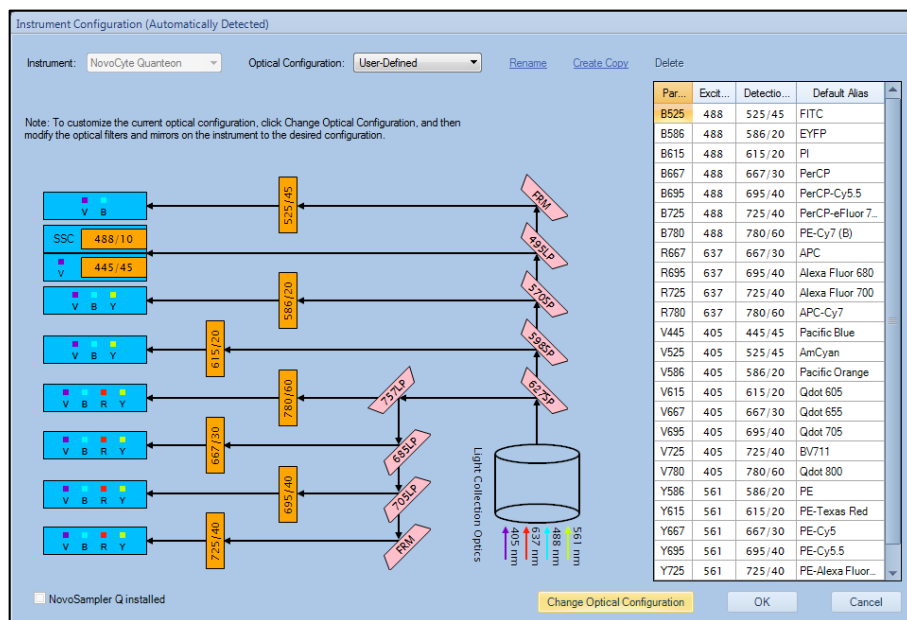 Instrument Configuration (Automatically Detected)
Instrument: NovoCyte Quanteon Optical Configuration: User-Defined Rename Create Copy Delete
Note: To customize the current optical configuration, click Change Optical Configuration, and then
modify the optical filters and mirrors on the instrument to the desired configuration.
V B
525/45
FRM
SSC 488/10
495LP
V 445/45
V B Y
586/20
570SP
V B Y
615/20
598SP
V B R Y
780/60
757LP
627SP
V B R Y
667/30
685LP
V B R Y
695/40
705LP
V B R Y
725/40
FRM
Light Collection Optics
405 nm
637 nm
488 nm
561 nm
Par... Excit... Detectio... Default Alias
B525 488 525/45 FITC
B586 488 586/20 EYFP
B615 488 615/20 PI
B667 488 667/30 PerCP
B695 488 695/40 PerCP-Cy5.5
B725 488 725/40 PerCP-eFluor 7...
B780 488 780/60 PE-Cy7 (B)
R667 637 667/30 APC
R695 637 695/40 Alexa Fluor 680
R725 637 725/40 Alexa Fluor 700
R780 637 780/60 APC-Cy7
V445 405 445/45 Pacific Blue
V525 405 525/45 AmCyan
V586 405 586/20 Pacific Orange
V615 405 615/20 Qdot 605
V667 405 667/30 Qdot 655
V695 405 695/40 Qdot 705
V725 405 725/40 BV711
V780 405 780/60 Qdot 800
Y586 561 586/20 PE
Y615 561 615/20 PE-Texas Red
Y667 561 667/30 PE-Cy5
Y695 561 695/40 PE-Cy5.5
Y725 561 725/40 PE-Alexa Fluor...
NovoSampler Q installed
Change Optical Configuration OK Cancel